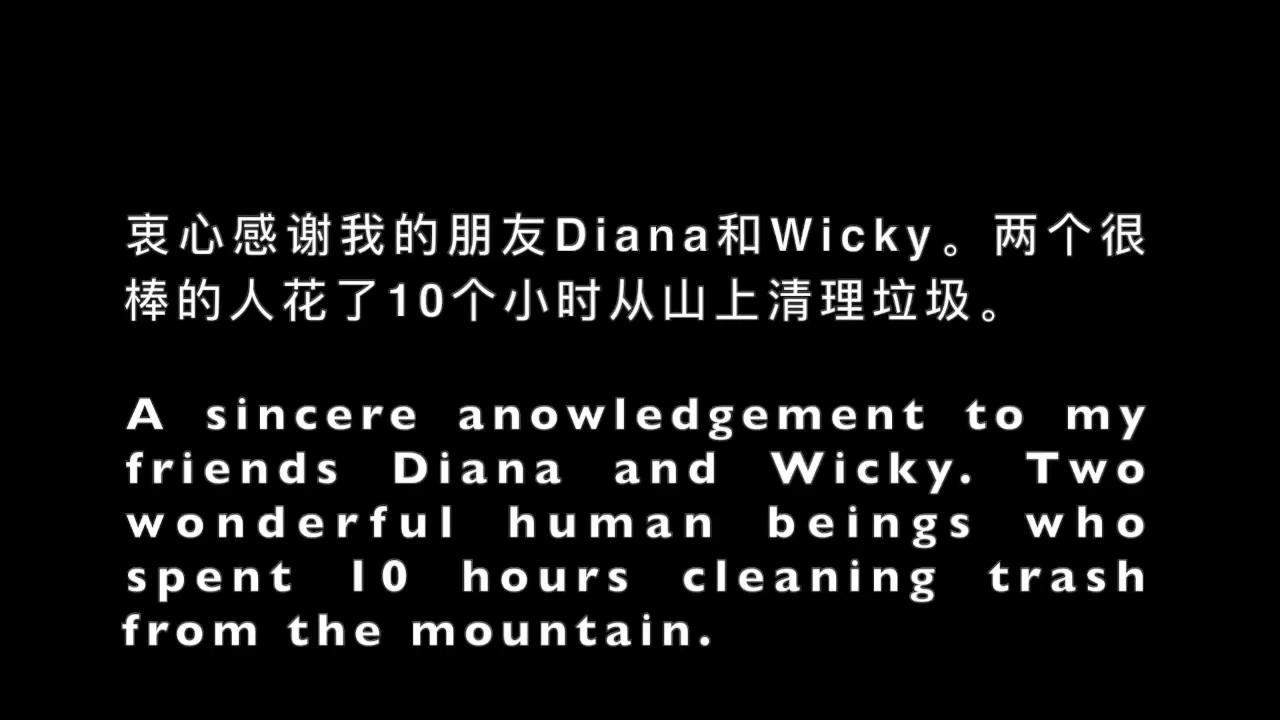 衷心感谢我的朋友Diana和Wicky。两个很
棒的人花了10个小时从山上清理垃圾。
A sincere anowledgement to my
friends Diana and Wicky. Two
wonderful human beings who
spent 10 hours cleaning trash
from the mountain.